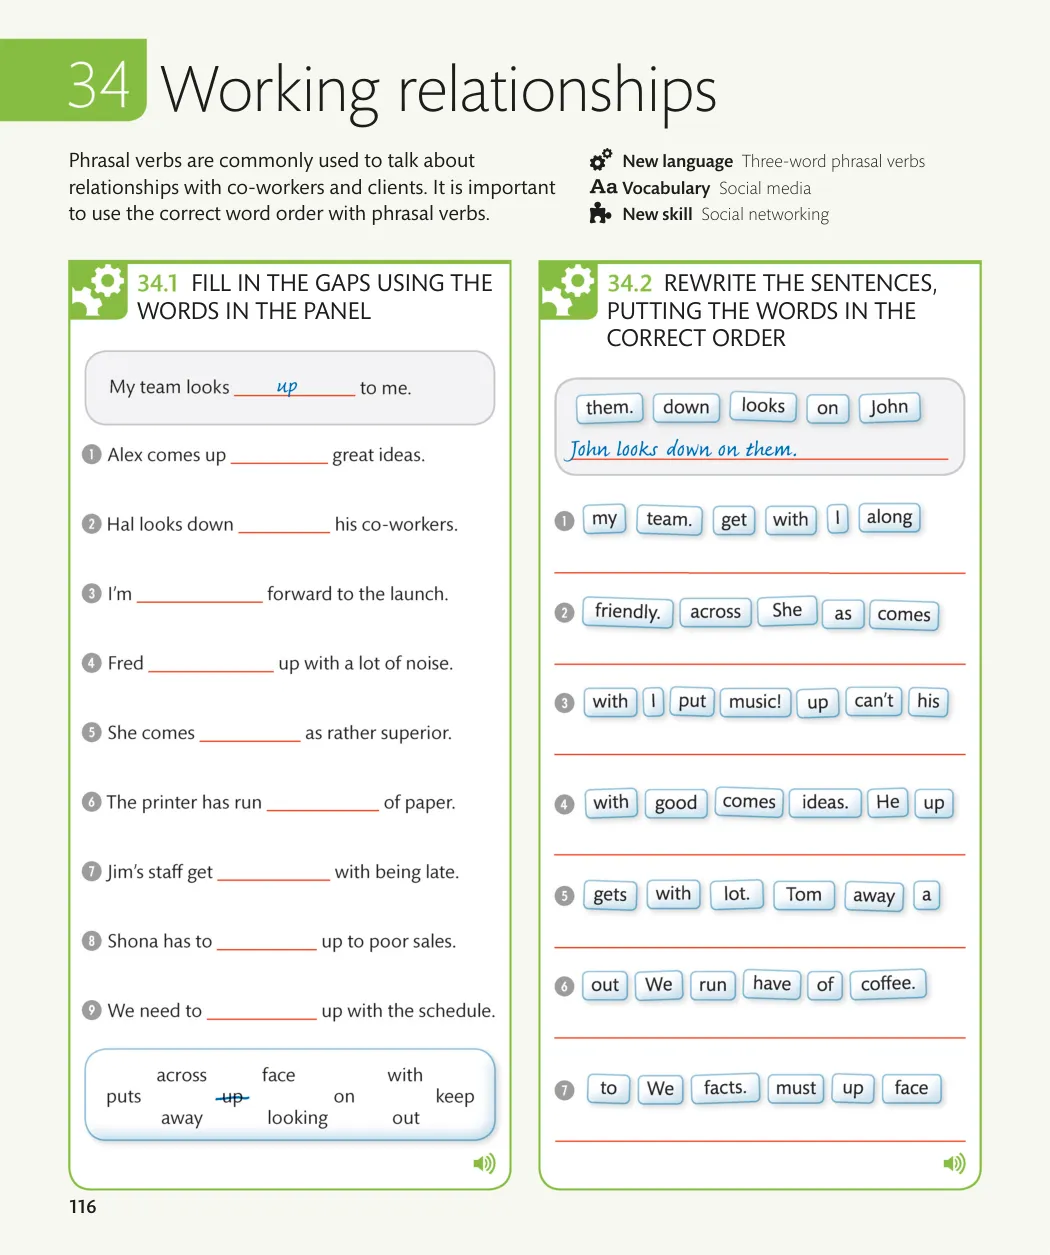 34 Working relationships
Phrasal verbs are commonly used to talk about
relationships with co-workers and clients. It is important
to use the correct word order with phrasal verbs.
New language Three-word phrasal verbs
Aa Vocabulary Social media
New skill Social networking
34.1 FILL IN THE GAPS USING THE
WORDS IN THE PANEL
My team looks up to me.
1 Alex comes up ________ great ideas.
2 Hal looks down ________ his co-workers.
3 I'm ________ forward to the launch.
4 Fred ________ up with a lot of noise.
5 She comes ________ as rather superior.
6 The printer has run ________ of paper.
7 Jim's staff get ________ with being late.
8 Shona has to ________ up to poor sales.
9 We need to ________ up with the schedule.
across face with
puts up on keep
away looking out
34.2 REWRITE THE SENTENCES,
PUTTING THE WORDS IN THE
CORRECT ORDER
them. down looks on John
John looks down on them.
1 my team. get with I along
2 friendly. across She as comes
3 with I put music! up can't his
4 with good comes ideas. He up
5 gets with lot. Tom away a
6 out We run have of coffee.
7 to We facts. must up face
116